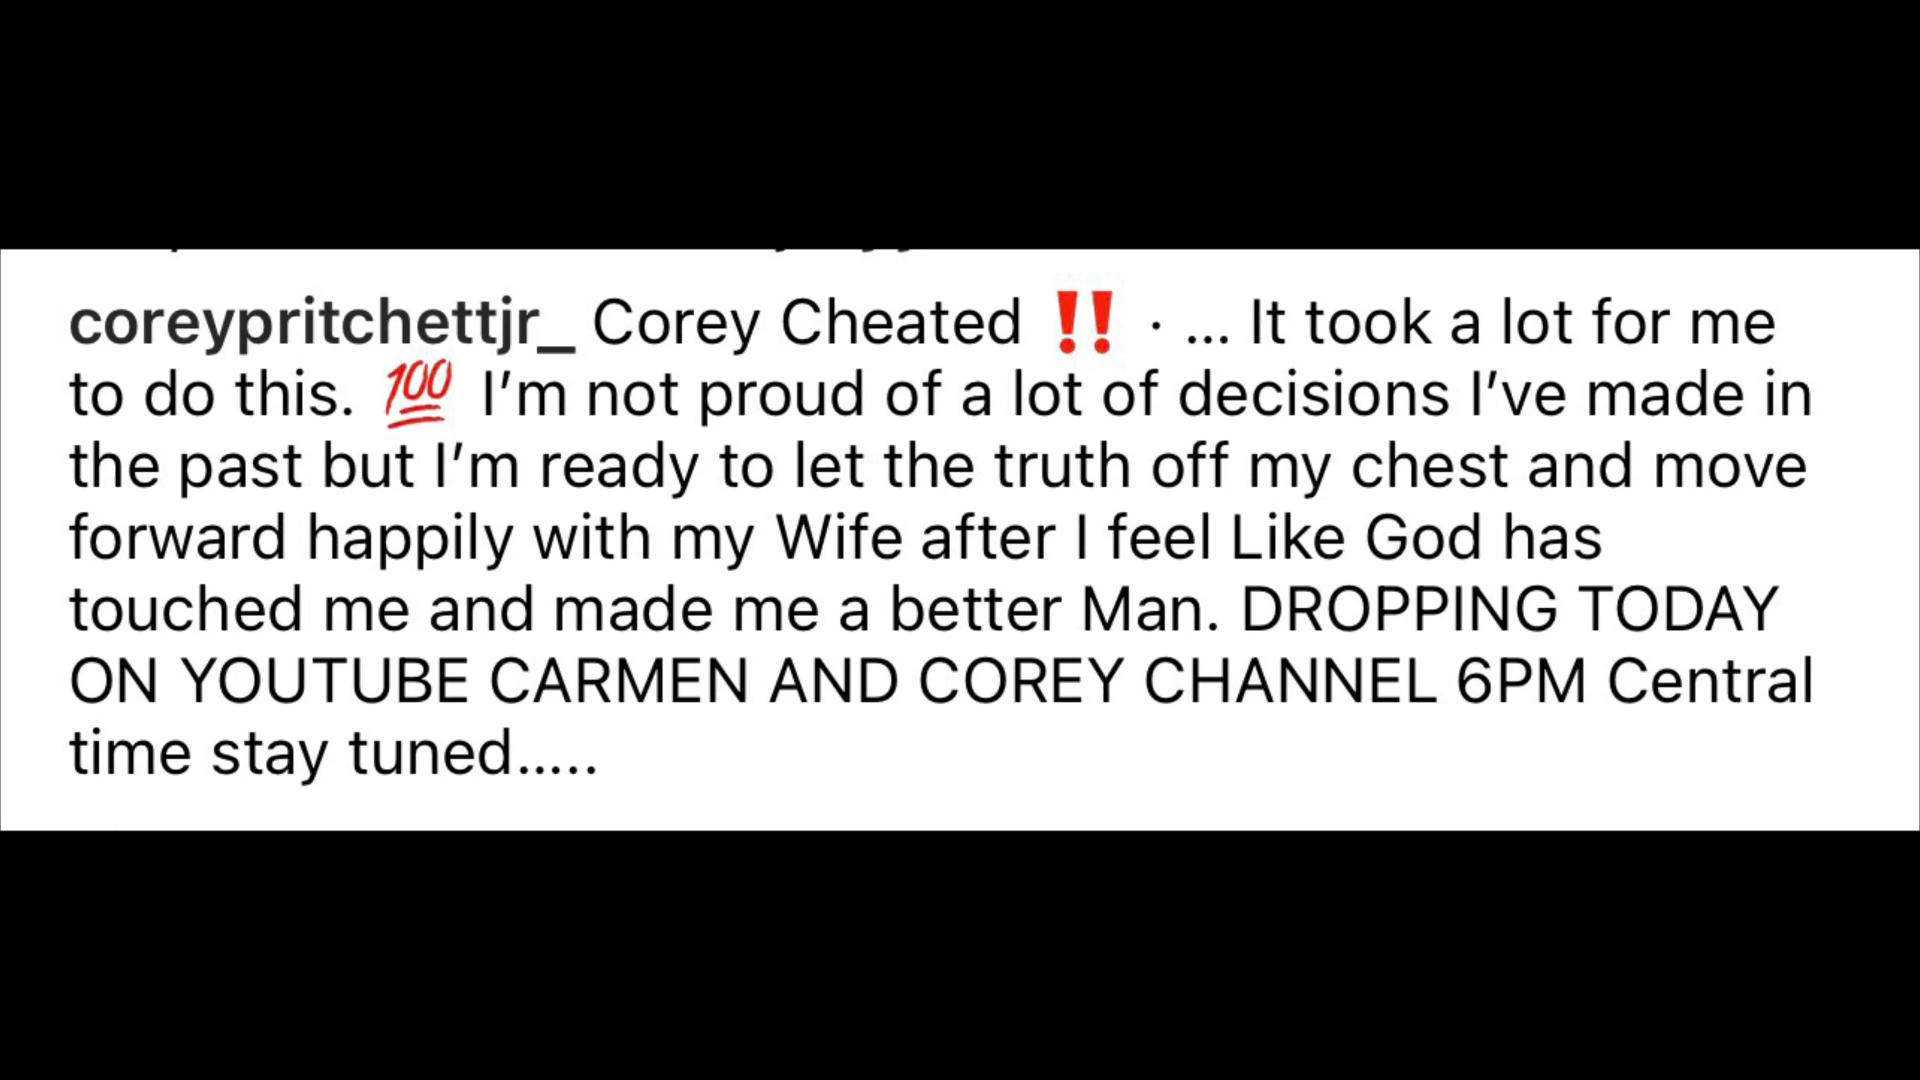 coreypritchettjr_ Corey Cheated ‼️ · ... It took a lot for me
to do this. 💯 I’m not proud of a lot of decisions I’ve made in
the past but I’m ready to let the truth off my chest and move
forward happily with my Wife after I feel Like God has
touched me and made me a better Man. DROPPING TODAY
ON YOUTUBE CARMEN AND COREY CHANNEL 6PM Central
time stay tuned.....